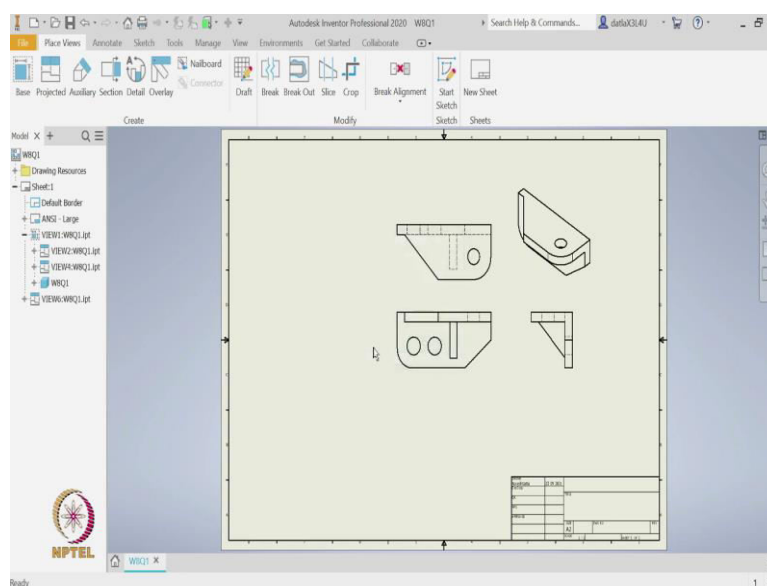 Autodesk Inventor Professional 2020 W8Q1
Search Help & Commands...
datlaX3L4U
File Place Views Annotate Sketch Tools Manage View Environments Get Started Collaborate
Nailboard
Connector
Base Projected Auxiliary Section Detail Overlay Draft Break Break Out Slice Crop Break Alignment Start Sketch New Sheet
Create Modify Sketch Sheets
Model
W8Q1
Drawing Resources
Sheet:1
Default Border
ANSI - Large
VIEW1:W8Q1.ipt
VIEW2:W8Q1.ipt
VIEW4:W8Q1.ipt
W8Q1
VIEW6:W8Q1.ipt
A2
NPTEL
W8Q1
Ready
1